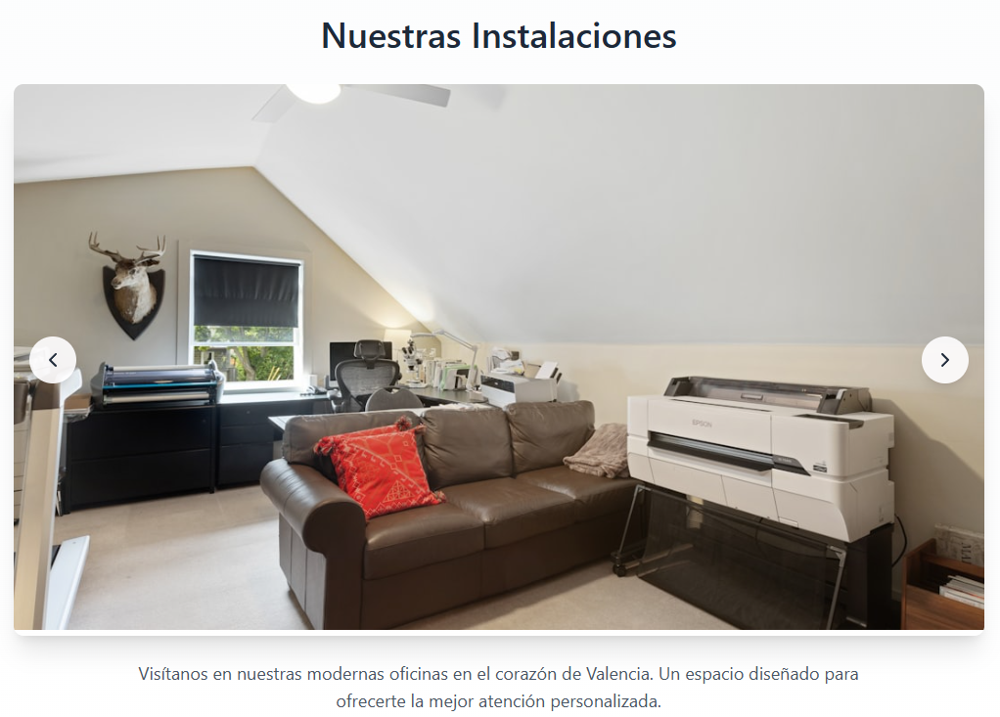 Nuestras Instalaciones
EPSON
Visítanos en nuestras modernas oficinas en el corazón de Valencia. Un espacio diseñado para
ofrecerte la mejor atención personalizada.